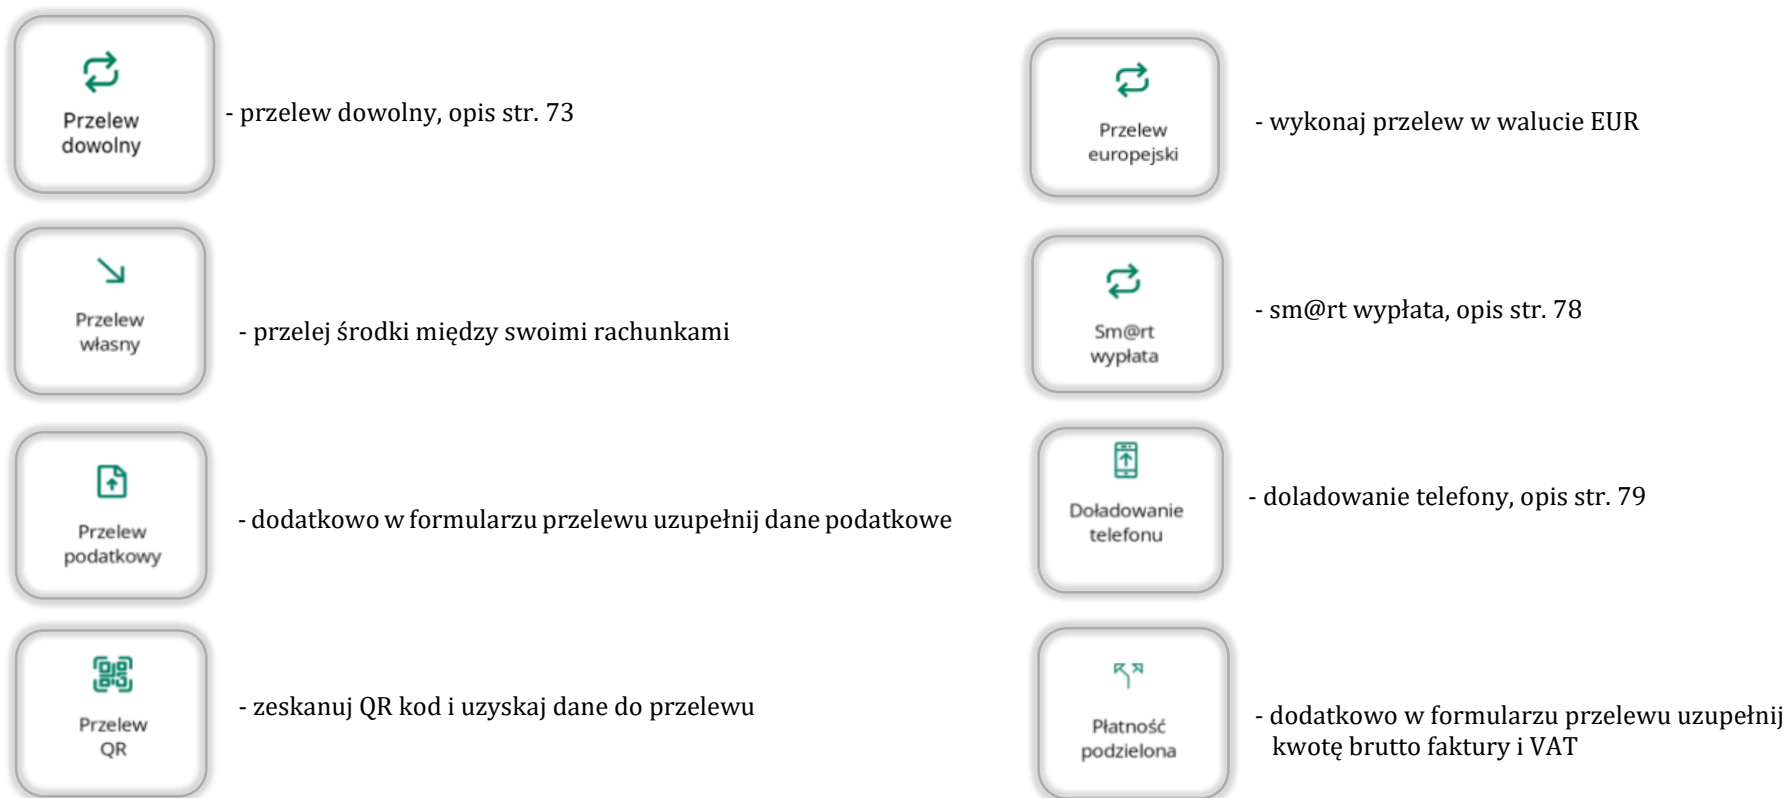 Przelew
dowolny
- przelew dowolny, opis str. 73
Przelew
własny
- przelej środki między swoimi rachunkami
Przelew
podatkowy
- dodatkowo w formularzu przelewu uzupełnij dane podatkowe
Przelew
QR
- zeskanuj QR kod i uzyskaj dane do przelewu
Przelew
europejski
- wykonaj przelew w walucie EUR
Sm@rt
wypłata
- sm@rt wypłata, opis str. 78
Doładowanie
telefonu
- doladowanie telefony, opis str. 79
Płatność
podzielona
- dodatkowo w formularzu przelewu uzupełnij
kwotę brutto faktury i VAT